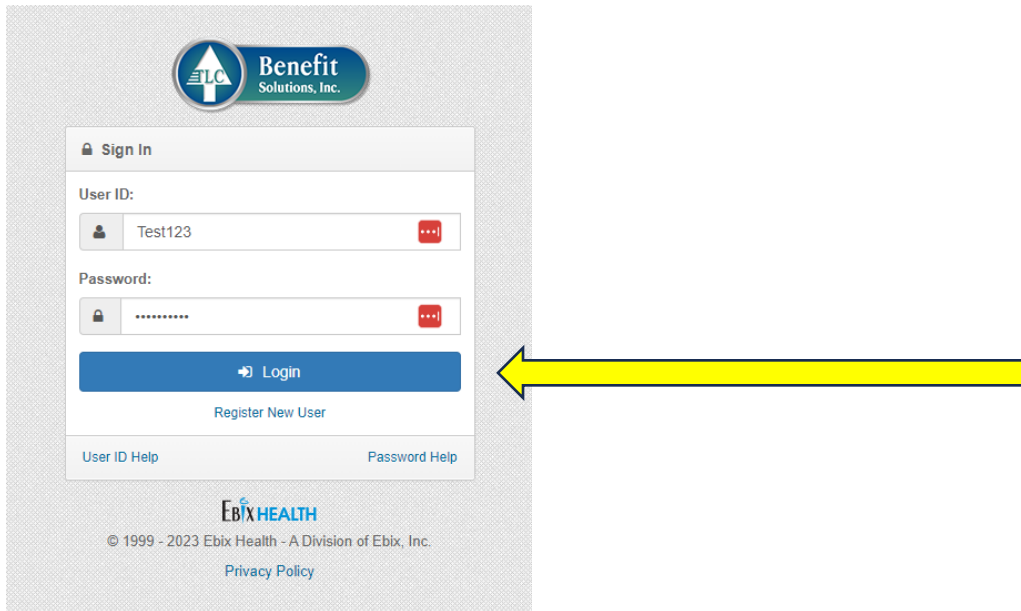 TLC
Benefit
Solutions, Inc.
Sign In
User ID:
Test123
Password:
••••••••••
Login
Register New User
User ID Help
Password Help
EBIX HEALTH
© 1999 - 2023 Ebix Health - A Division of Ebix, Inc.
Privacy Policy